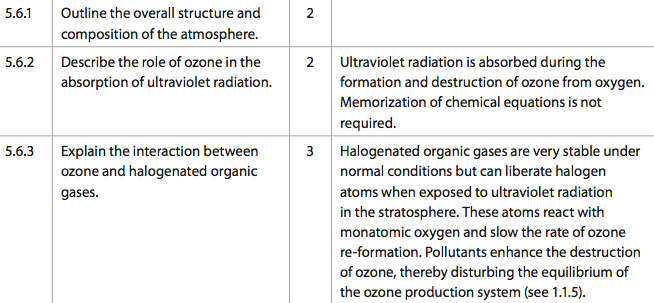 5.6.1 Outline the overall structure and composition of the atmosphere. 2
5.6.2 Describe the role of ozone in the absorption of ultraviolet radiation. 2
Ultraviolet radiation is absorbed during the
formation and destruction of ozone from oxygen.
Memorization of chemical equations is not
required.
5.6.3 Explain the interaction between
ozone and halogenated organic
gases.
3
Halogenated organic gases are very stable under
normal conditions but can liberate halogen
atoms when exposed to ultraviolet radiation
in the stratosphere. These atoms react with
monatomic oxygen and slow the rate of ozone
re-formation. Pollutants enhance the destruction
of ozone, thereby disturbing the equilibrium of
the ozone production system (see 1.1.5).